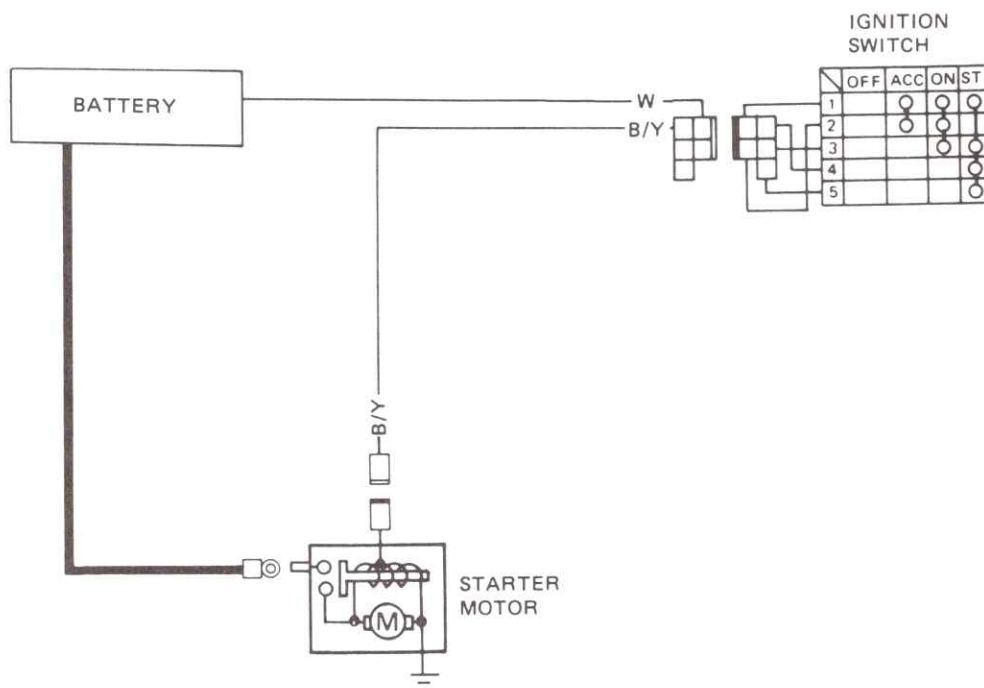 IGNITION
SWITCH
OFF ACC ON ST
BATTERY
W
B/Y
1
2
3
4
5
B/Y
STARTER
MOTOR
M